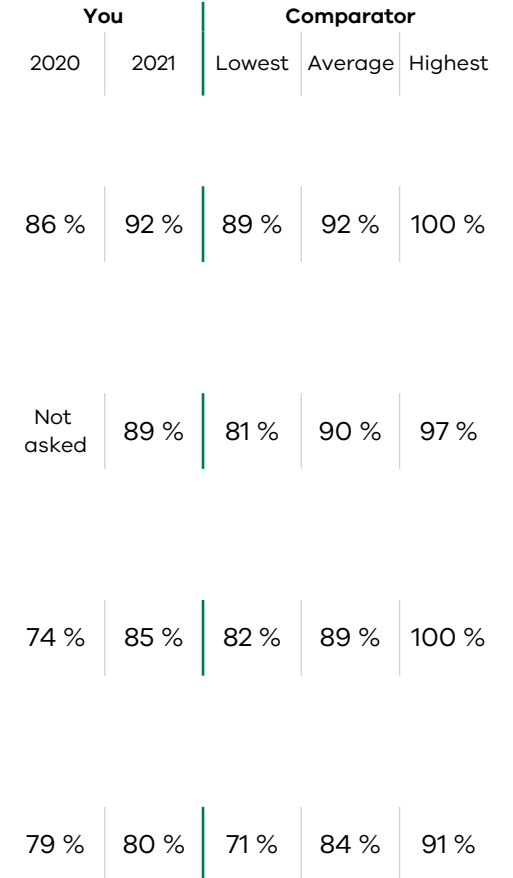 You Comparator
2020 2021 Lowest Average Highest
86 % 92 % 89 % 92 % 100 %
Not
asked 89 % 81 % 90 % 97 %
74 % 85 % 82 % 89 % 100 %
79 % 80 % 71 % 84 % 91 %